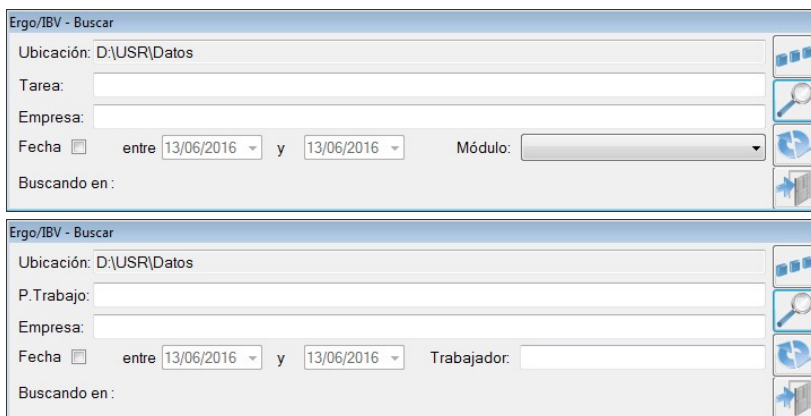 Ergo/IBV - Buscar
Ubicación: D:\USR\Datos
Tarea:
Empresa:
Fecha entre 13/06/2016 y 13/06/2016 Módulo:
Buscando en :
Ergo/IBV - Buscar
Ubicación: D:\USR\Datos
P.Trabajo:
Empresa:
Fecha entre 13/06/2016 y 13/06/2016 Trabajador:
Buscando en :